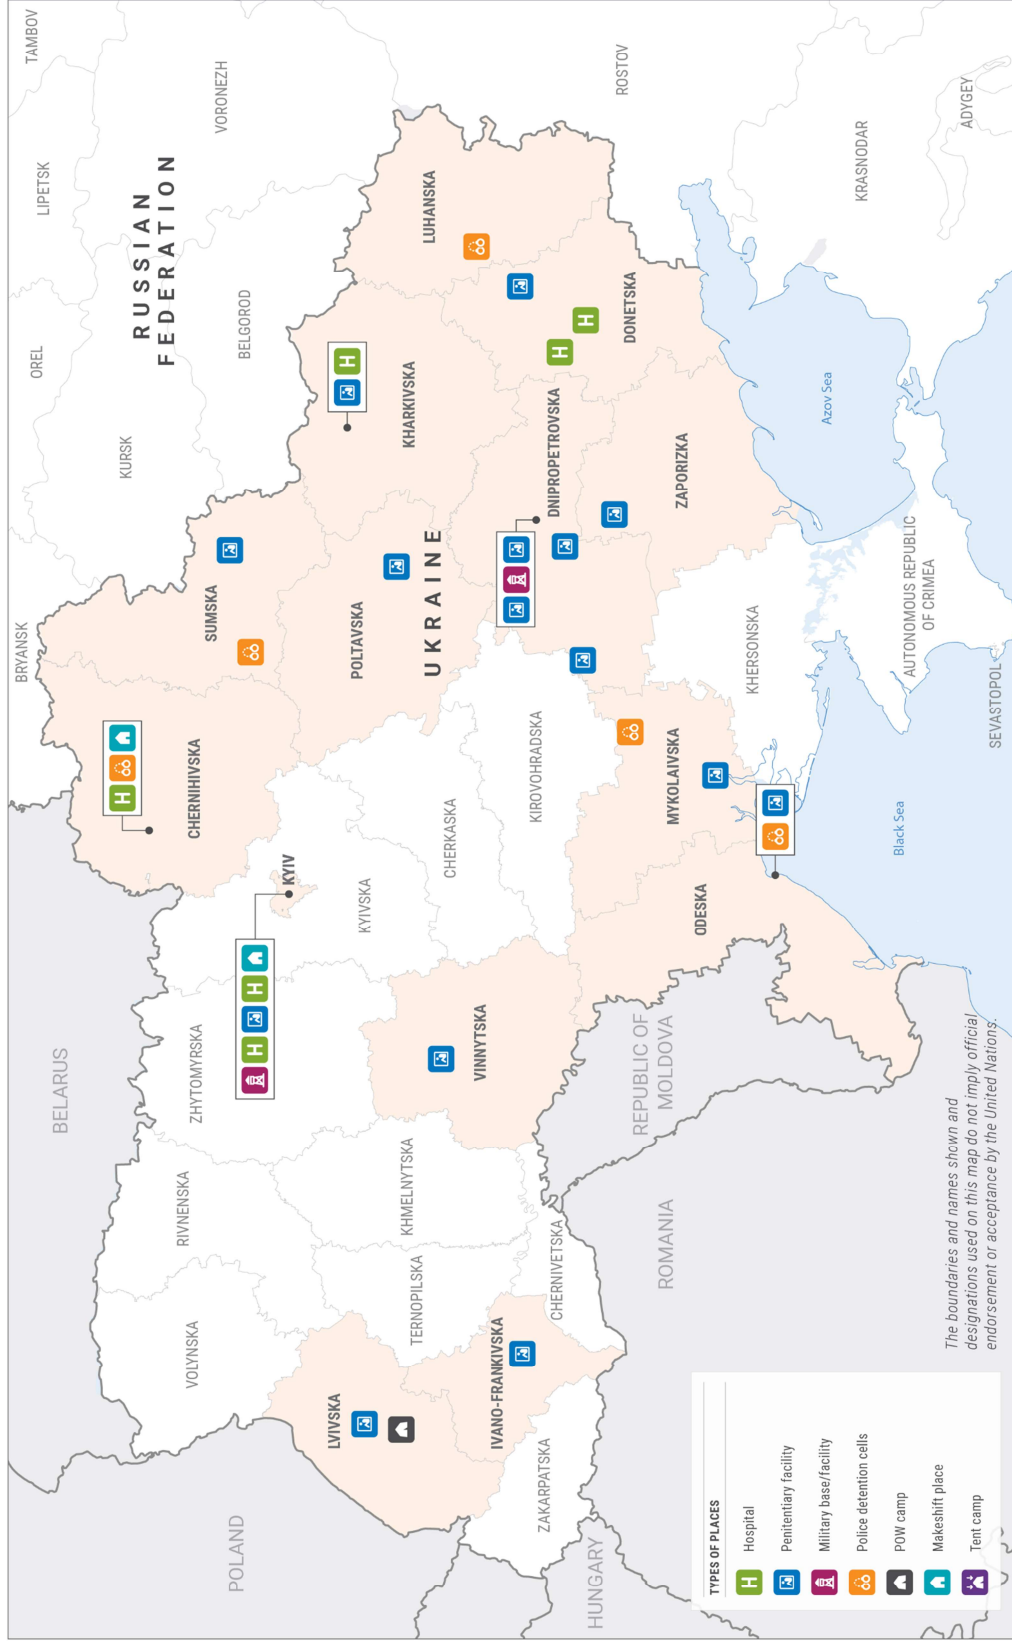 TAMBOV
LIPETSK
OREL
BRYANSK
VORONEZH
KURSK
BELGOROD
RUSSIAN
FEDERATION
ROSTOV
KRASNODAR
ADYGEY
BELARUS
POLAND
HUNGARY
ROMANIA
REPUBLIC OF
MOLDOVA
UKRAINE
VOLYNSKA
RIVNENSKA
ZHYTOMYRSKA
KYIV
KYIVSKA
CHERNIHIVSKA
SUMSKA
POLTAVSKA
KHARKIVSKA
LUHANSKA
LVIVSKA
TERNOPILSKA
KHMELNYTSKA
VINNYTSKA
CHERKASKA
KIROVOHRADSKA
DNIPROPETROVSKA
DONETSKA
ZAPORIZKA
IVANO-FRANKIVSKA
ZAKARPATSKA
CHERNIVETSKA
ODESKA
MYKOLAIVSKA
KHERSONSKA
AUTONOMOUS REPUBLIC
OF CRIMEA
SEVASTOPOL
Azov Sea
Black Sea
H
H
H
H
H
H
TYPES OF PLACES
H Hospital
Penitentiary facility
Military base/facility
Police detention cells
POW camp
Makeshift place
Tent camp
The boundaries and names shown and
designations used on this map do not imply official
endorsement or acceptance by the United Nations.